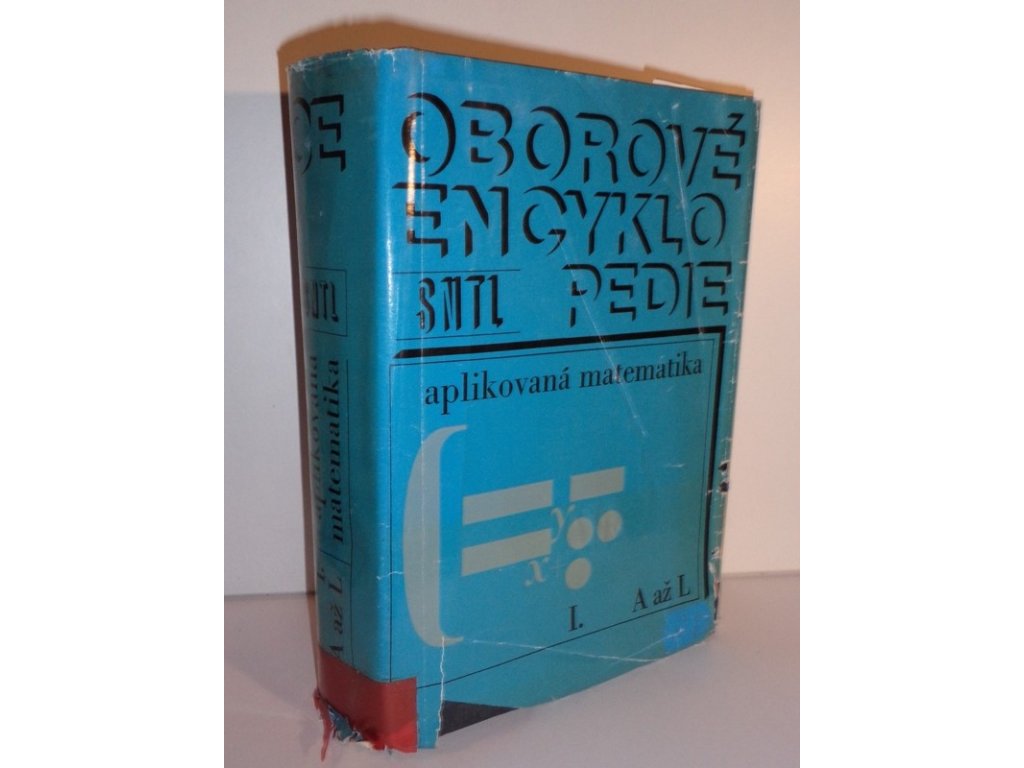 OE
SNTL
aplikovaná
matematika
I.
A až L
OBOROVÉ
ENCYKLO
PEDIE
SNTL
aplikovaná matematika
y
x
I.
A až L